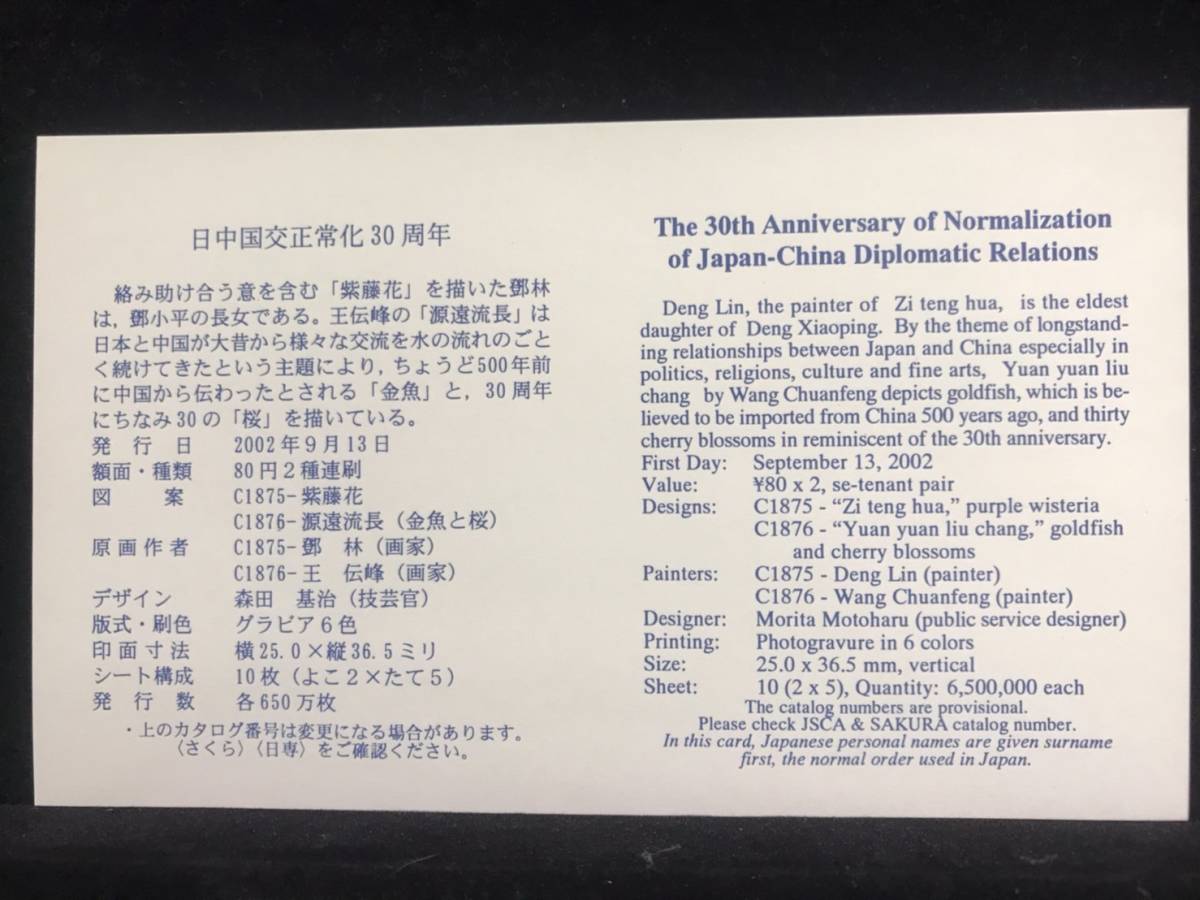 日中国交正常化30周年
絡み助け合う意を含む「紫藤花」を描いた鄧林
は，鄧小平の長女である。王伝峰の「源遠流長」は
日本と中国が大昔から様々な交流を水の流れのごと
く続けてきたという主題により，ちょうど500年前
に中国から伝わったとされる「金魚」と，30周年
にちなみ30の「桜」を描いている。
発行日 2002年9月13日
額面・種類 80円2種連刷
図案 C1875-紫藤花
C1876-源遠流長（金魚と桜）
原画作者 C1875-鄧 林（画家）
C1876-王 伝峰（画家）
デザイン 森田 基治（技芸官）
版式・刷色 グラビア6色
印面寸法 横25.0×縦36.5ミリ
シート構成 10枚（よこ2×たて5）
発行数 各650万枚
・上のカタログ番号は変更になる場合があります。
〈さくら〉〈日専〉をご確認ください。
The 30th Anniversary of Normalization
of Japan-China Diplomatic Relations
Deng Lin, the painter of Zi teng hua, is the eldest
daughter of Deng Xiaoping. By the theme of longstand-
ing relationships between Japan and China especially in
politics, religions, culture and fine arts, Yuan yuan liu
chang by Wang Chuanfeng depicts goldfish, which is be-
lieved to be imported from China 500 years ago, and thirty
cherry blossoms in reminiscent of the 30th anniversary.
First Day: September 13, 2002
Value: ¥80 x 2, se-tenant pair
Designs: C1875 - “Zi teng hua,” purple wisteria
C1876 - “Yuan yuan liu chang,” goldfish
and cherry blossoms
Painters: C1875 - Deng Lin (painter)
C1876 - Wang Chuanfeng (painter)
Designer: Morita Motoharu (public service designer)
Printing: Photogravure in 6 colors
Size: 25.0 x 36.5 mm, vertical
Sheet: 10 (2 x 5), Quantity: 6,500,000 each
The catalog numbers are provisional.
Please check JSCA & SAKURA catalog number.
In this card, Japanese personal names are given surname
first, the normal order used in Japan.